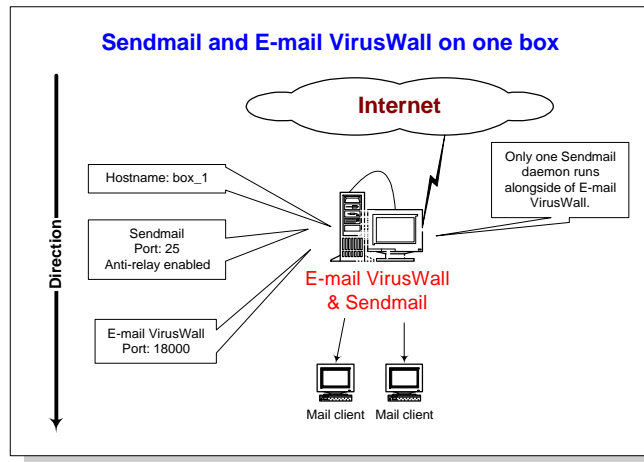 Sendmail and E-mail VirusWall on one box
Internet
Hostname: box_1
Only one Sendmail
daemon runs
alongside of E-mail
VirusWall.
Sendmail
Port: 25
Anti-relay enabled
Direction
E-mail VirusWall
& Sendmail
E-mail VirusWall
Port: 18000
Mail client
Mail client